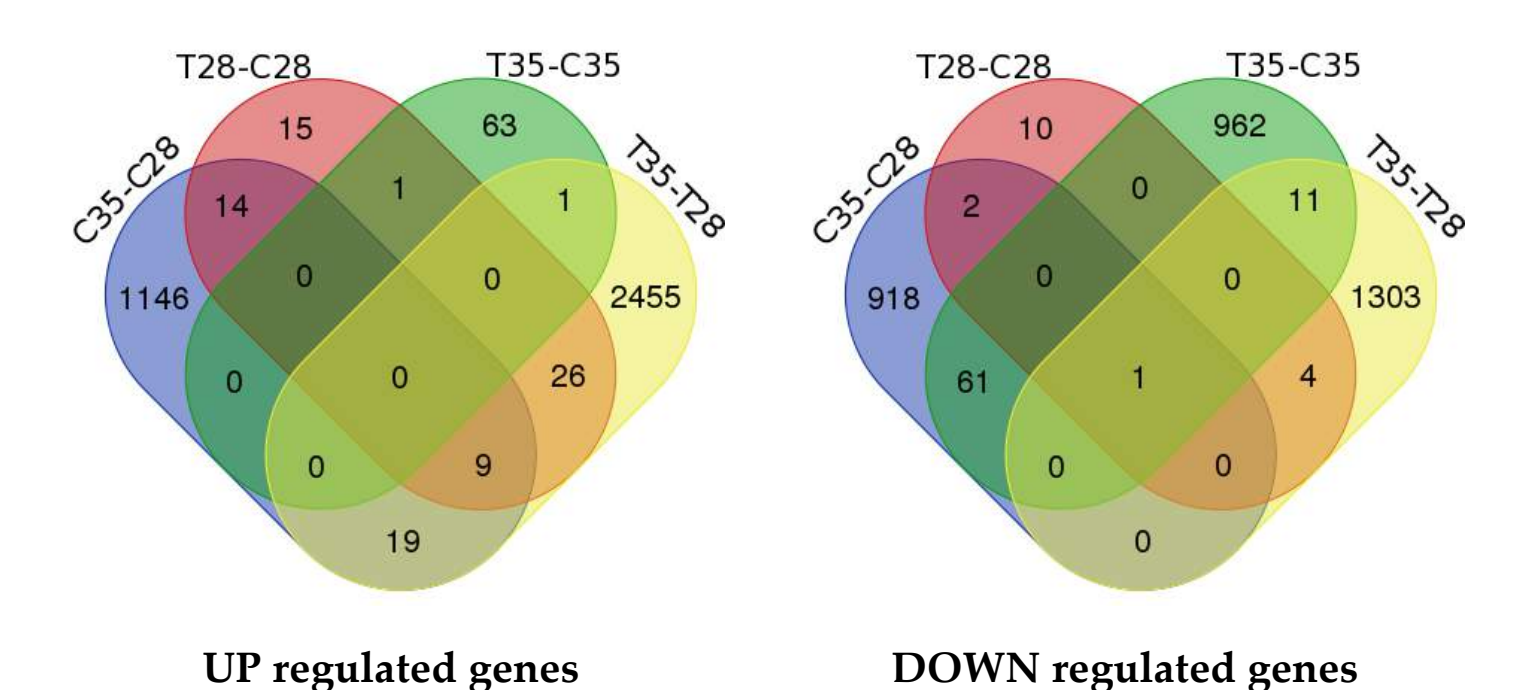 T28-C28 T35-C35 T28-C28 T35-C35
C35-C28 T35-T28 C35-C28 T35-T28
15 63 10 962
14 1 1 2 0 11
1146 0 0 2455 918 0 0 1303
0 0 26 61 1 4
0 9 0 0
19 0
UP regulated genes DOWN regulated genes